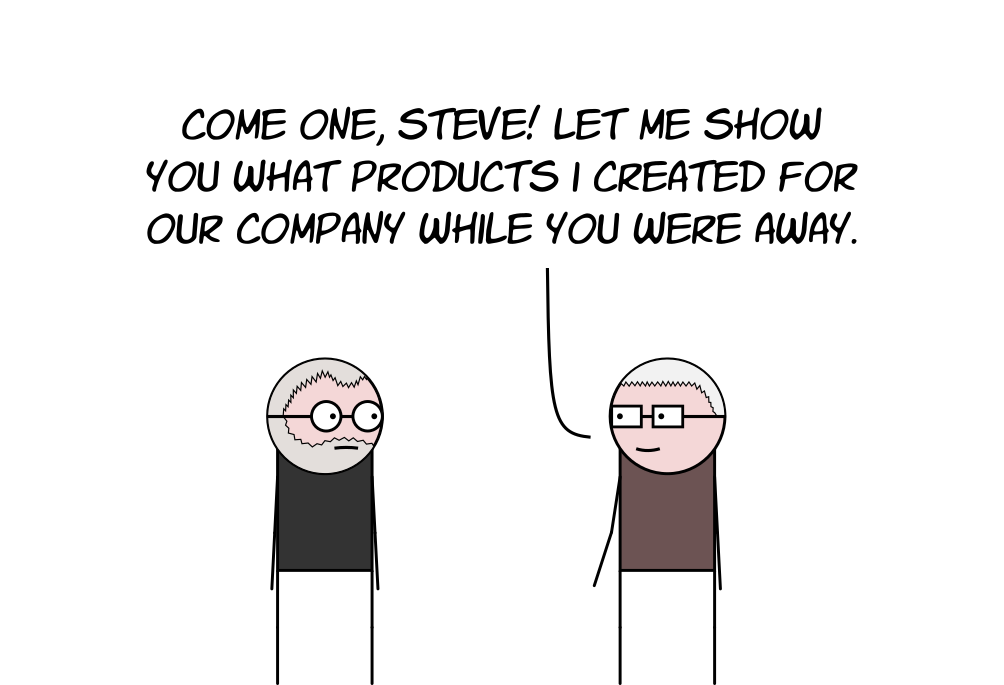 COME ONE, STEVE! LET ME SHOW
YOU WHAT PRODUCTS I CREATED FOR
OUR COMPANY WHILE YOU WERE AWAY.